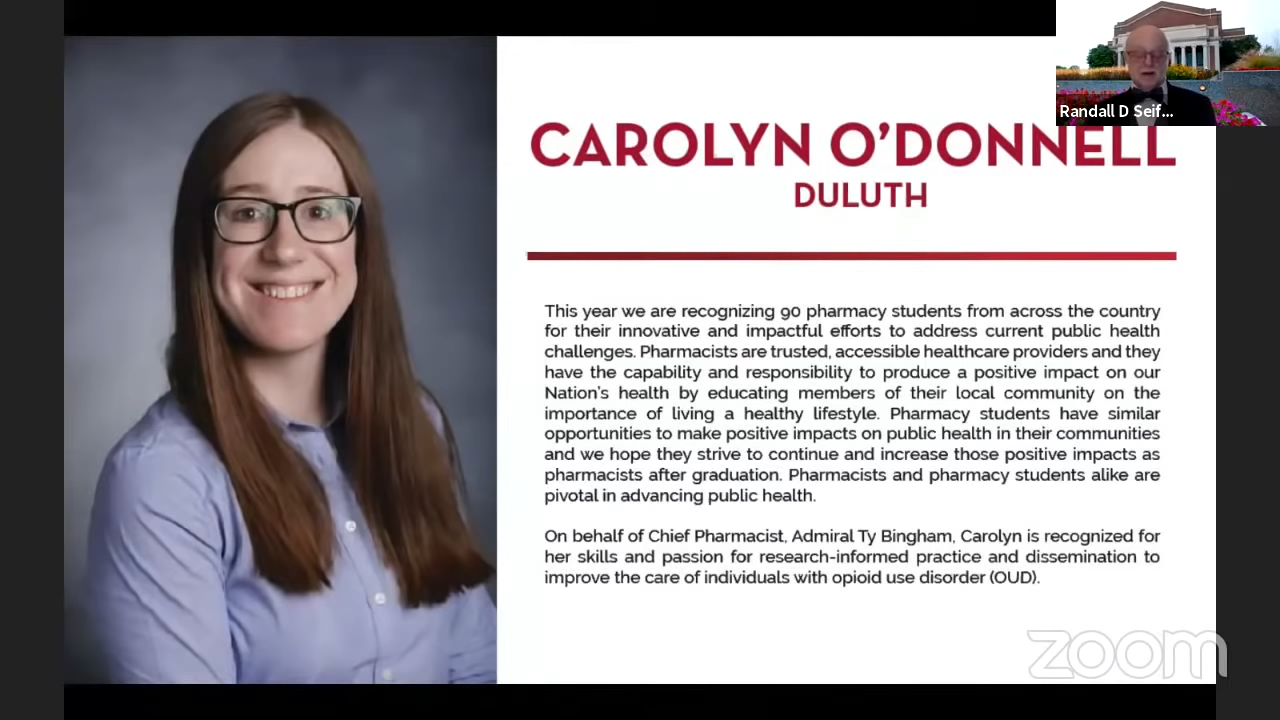 Randall D Seif...
CAROLYN O'DONNELL
DULUTH
This year we are recognizing 90 pharmacy students from across the country
for their innovative and impactful efforts to address current public health
challenges. Pharmacists are trusted, accessible healthcare providers and they
have the capability and responsibility to produce a positive impact on our
Nation's health by educating members of their local community on the
importance of living a healthy lifestyle. Pharmacy students have similar
opportunities to make positive impacts on public health in their communities
and we hope they strive to continue and increase those positive impacts as
pharmacists after graduation. Pharmacists and pharmacy students alike are
pivotal in advancing public health.
On behalf of Chief Pharmacist, Admiral Ty Bingham, Carolyn is recognized for
her skills and passion for research-informed practice and dissemination to
improve the care of individuals with opioid use disorder (OUD).
zoom